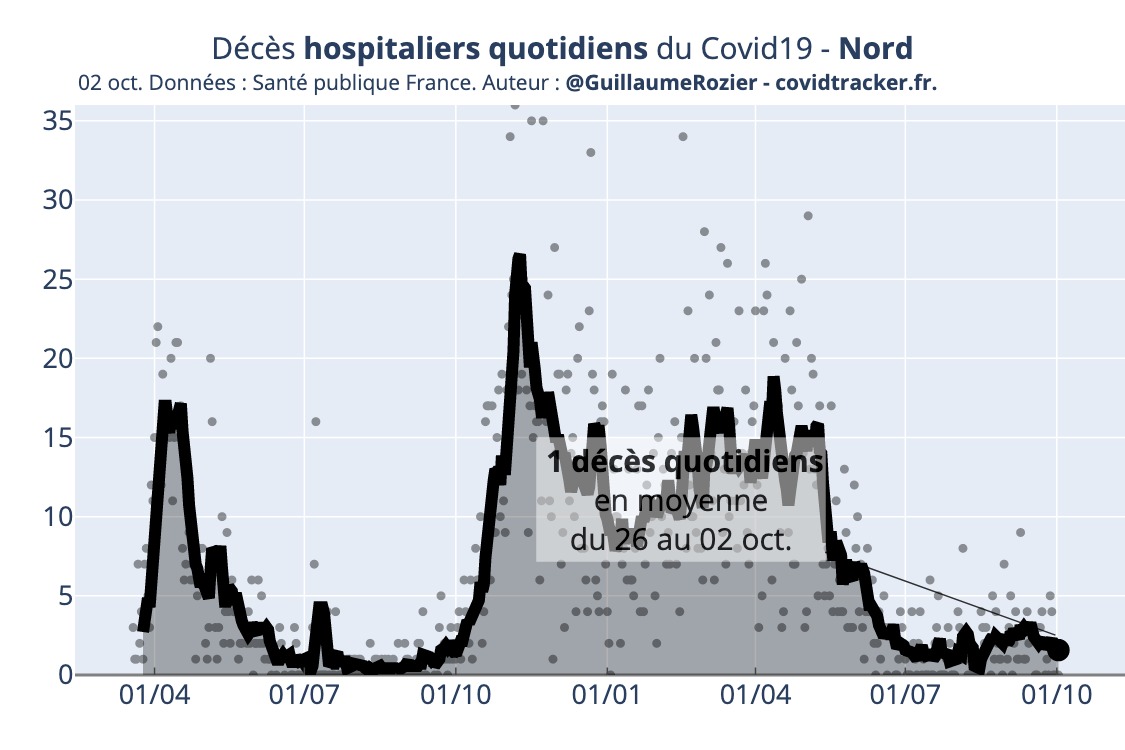 Décès hospitaliers quotidiens du Covid19 - Nord
02 oct. Données : Santé publique France. Auteur : @GuillaumeRozier - covidtracker.fr.
35
30
25
20
15
10
5
0
1 décès quotidiens
en moyenne
du 26 au 02 oct.
01/04 01/07 01/10 01/01 01/04 01/07 01/10